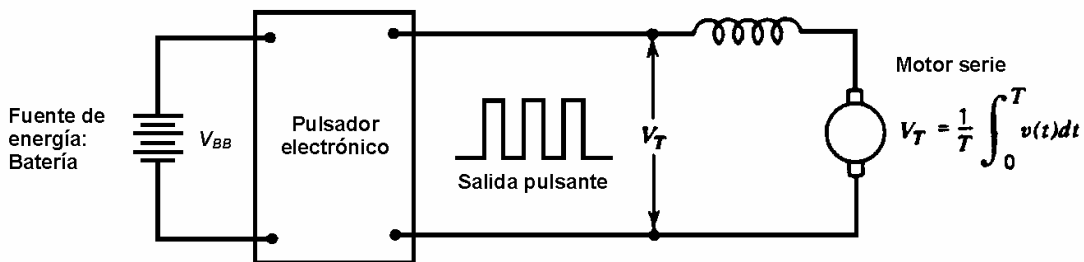 Fuente de
energía:
Batería
V_BB
Pulsador
electrónico
Salida pulsante
V_T
Motor serie
V_T = 1/T ∫_0^T v(t)dt